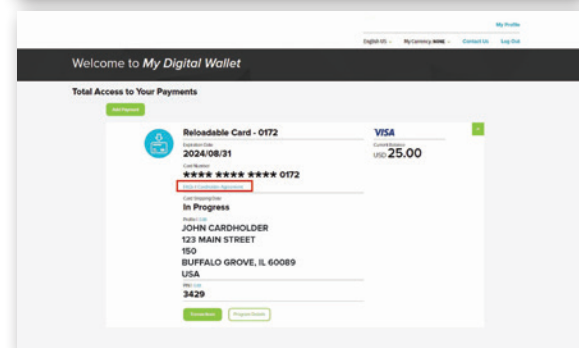 My Profile
English US
My Currency: NONE
Contact Us
Log Out
Welcome to My Digital Wallet
Total Access to Your Payments
Add Payment
Reloadable Card - 0172
VISA
Expiration Date
2024/08/31
Current Balance
USD 25.00
Card Number
**** **** **** 0172
Card Shipping Date
In Progress
JOHN CARDHOLDER
123 MAIN STREET
150
BUFFALO GROVE, IL 60089
USA
3429
Transactions
Program Details